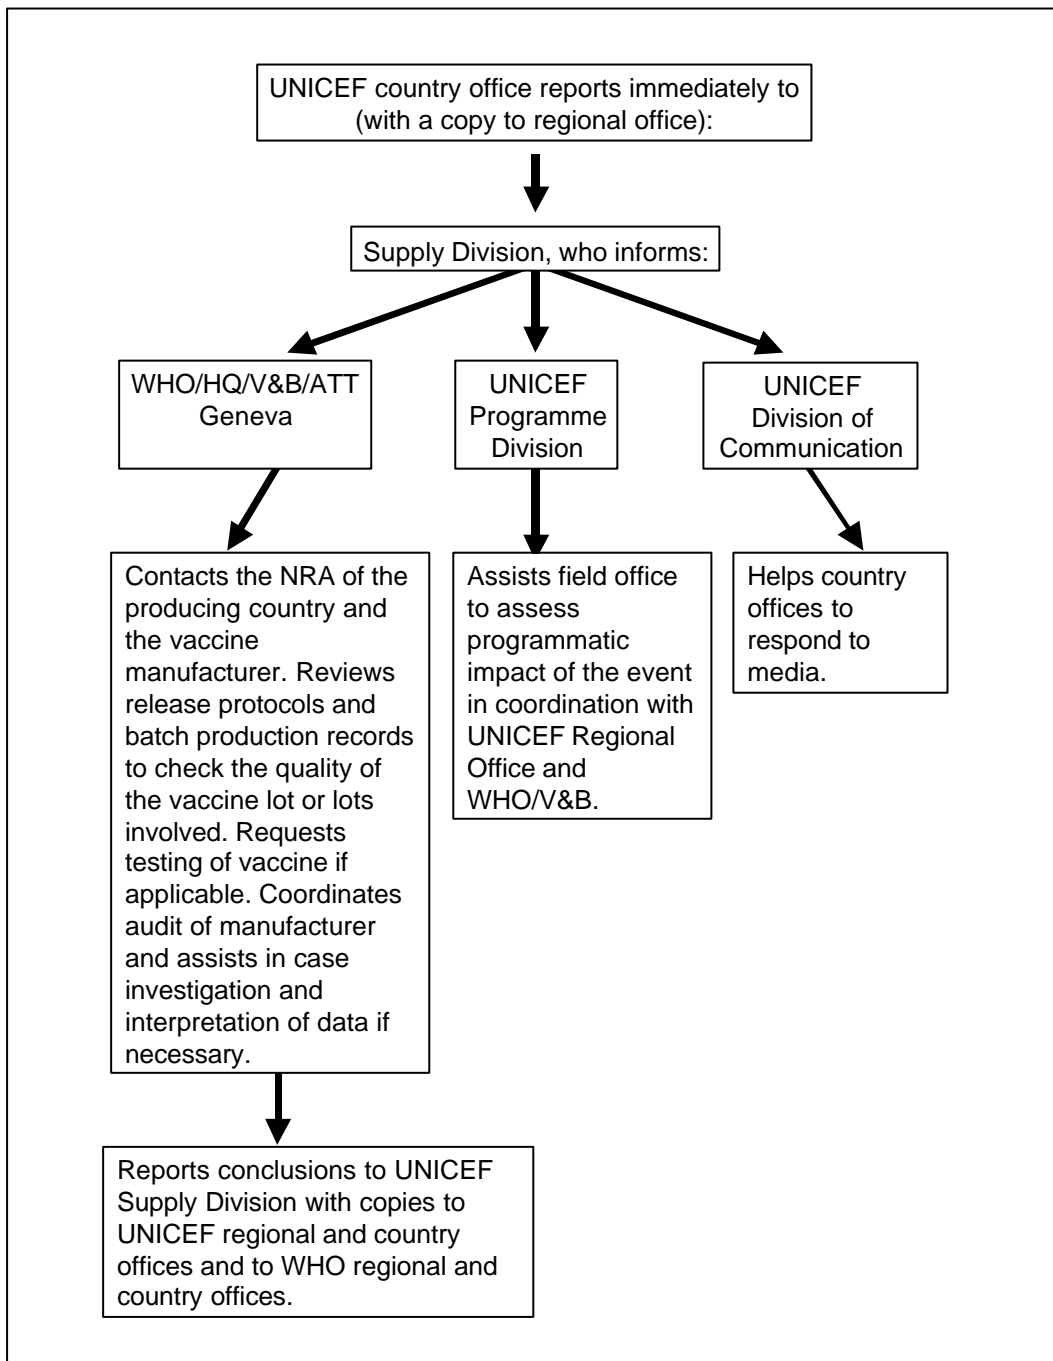 UNICEF country office reports immediately to
(with a copy to regional office):
Supply Division, who informs:
WHO/HQ/V&B/ATT
Geneva
UNICEF
Programme
Division
UNICEF
Division of
Communication
Contacts the NRA of the
producing country and
the vaccine
manufacturer. Reviews
release protocols and
batch production records
to check the quality of
the vaccine lot or lots
involved. Requests
testing of vaccine if
applicable. Coordinates
audit of manufacturer
and assists in case
investigation and
interpretation of data if
necessary.
Assists field office
to assess
programmatic
impact of the event
in coordination with
UNICEF Regional
Office and
WHO/V&B.
Helps country
offices to
respond to
media.
Reports conclusions to UNICEF
Supply Division with copies to
UNICEF regional and country
offices and to WHO regional and
country offices.